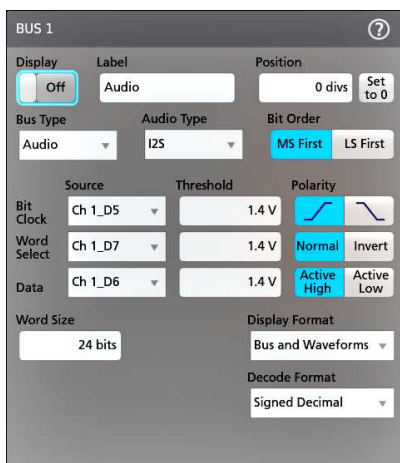 BUS 1 ?
Display Label Position
Off Audio 0 divs Set to 0
Bus Type Audio Type Bit Order
Audio I2S MS First LS First
Source Threshold Polarity
Bit Clock Ch 1_D5 1.4 V
Word Select Ch 1_D7 1.4 V Normal Invert
Data Ch 1_D6 1.4 V Active High Active Low
Word Size Display Format
24 bits Bus and Waveforms
Decode Format
Signed Decimal